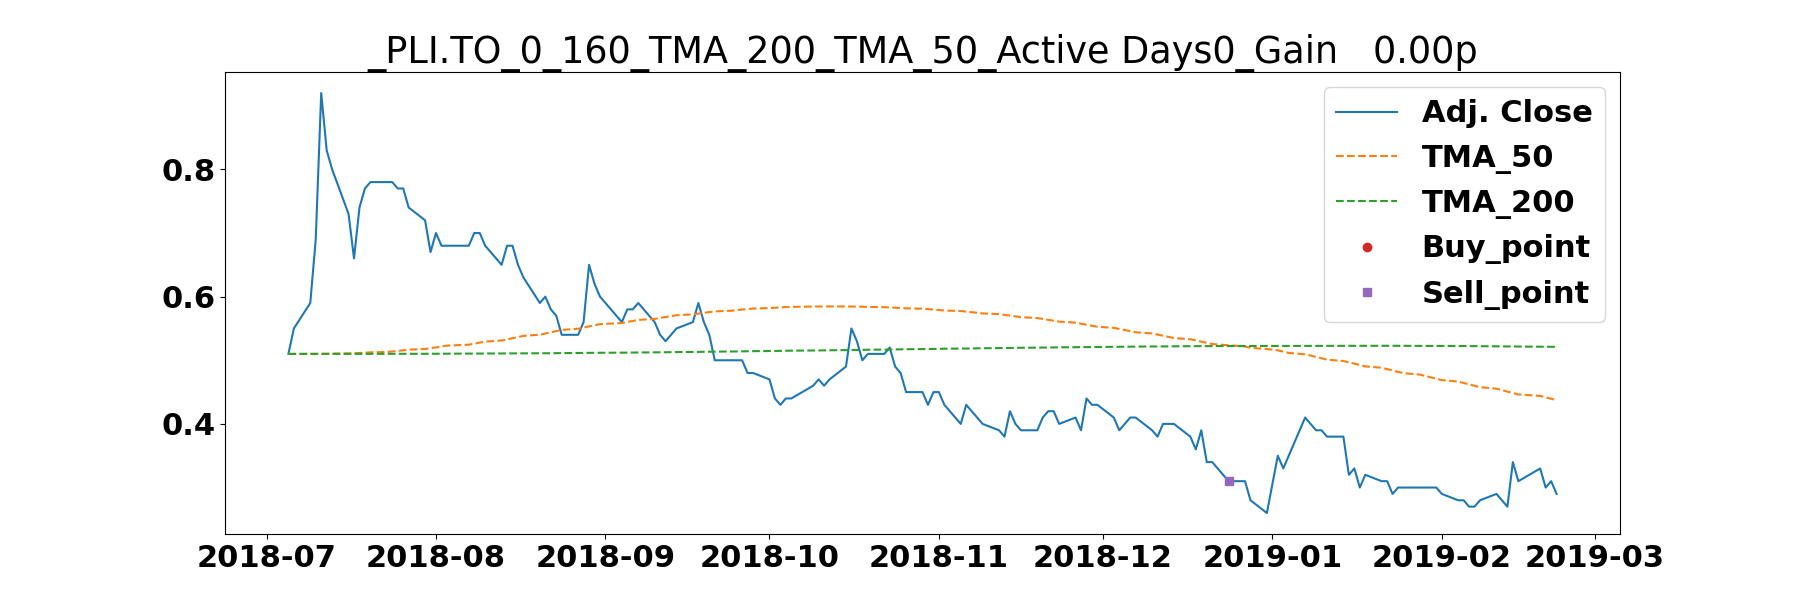 _PLI.TO_0_160_TMA_200_TMA_50_Active Days0_Gain   0.00p
Adj. Close
TMA_50
TMA_200
Buy_point
Sell_point
0.8
0.6
0.4
2018-07 2018-08 2018-09 2018-10 2018-11 2018-12 2019-01 2019-02 2019-03